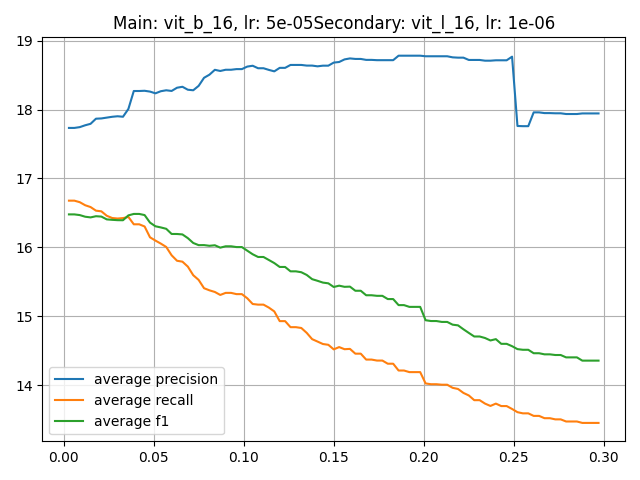 Main: vit_b_16, lr: 5e-05Secondary: vit_l_16, lr: 1e-06
19
18
17
16
15
14
average precision
average recall
average f1
0.00 0.05 0.10 0.15 0.20 0.25 0.30